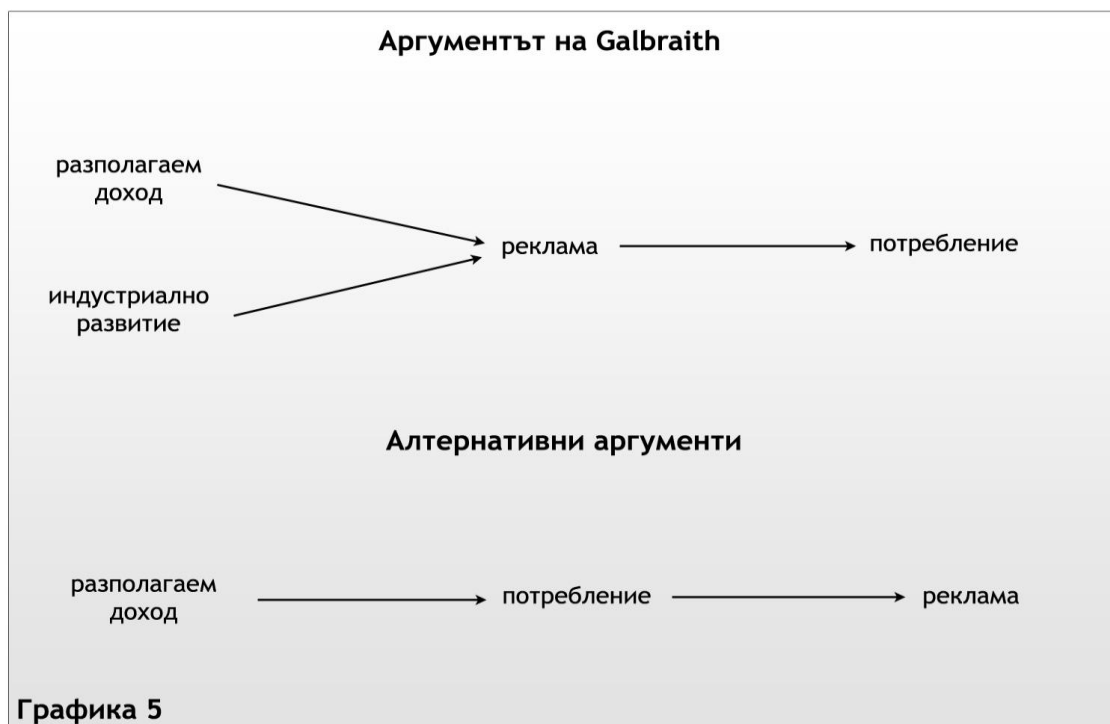 Аргументът на Galbraith
разполагаем
доход
реклама
потребление
индустриално
развитие
Алтернативни аргументи
разполагаем
доход
потребление
реклама
Графика 5